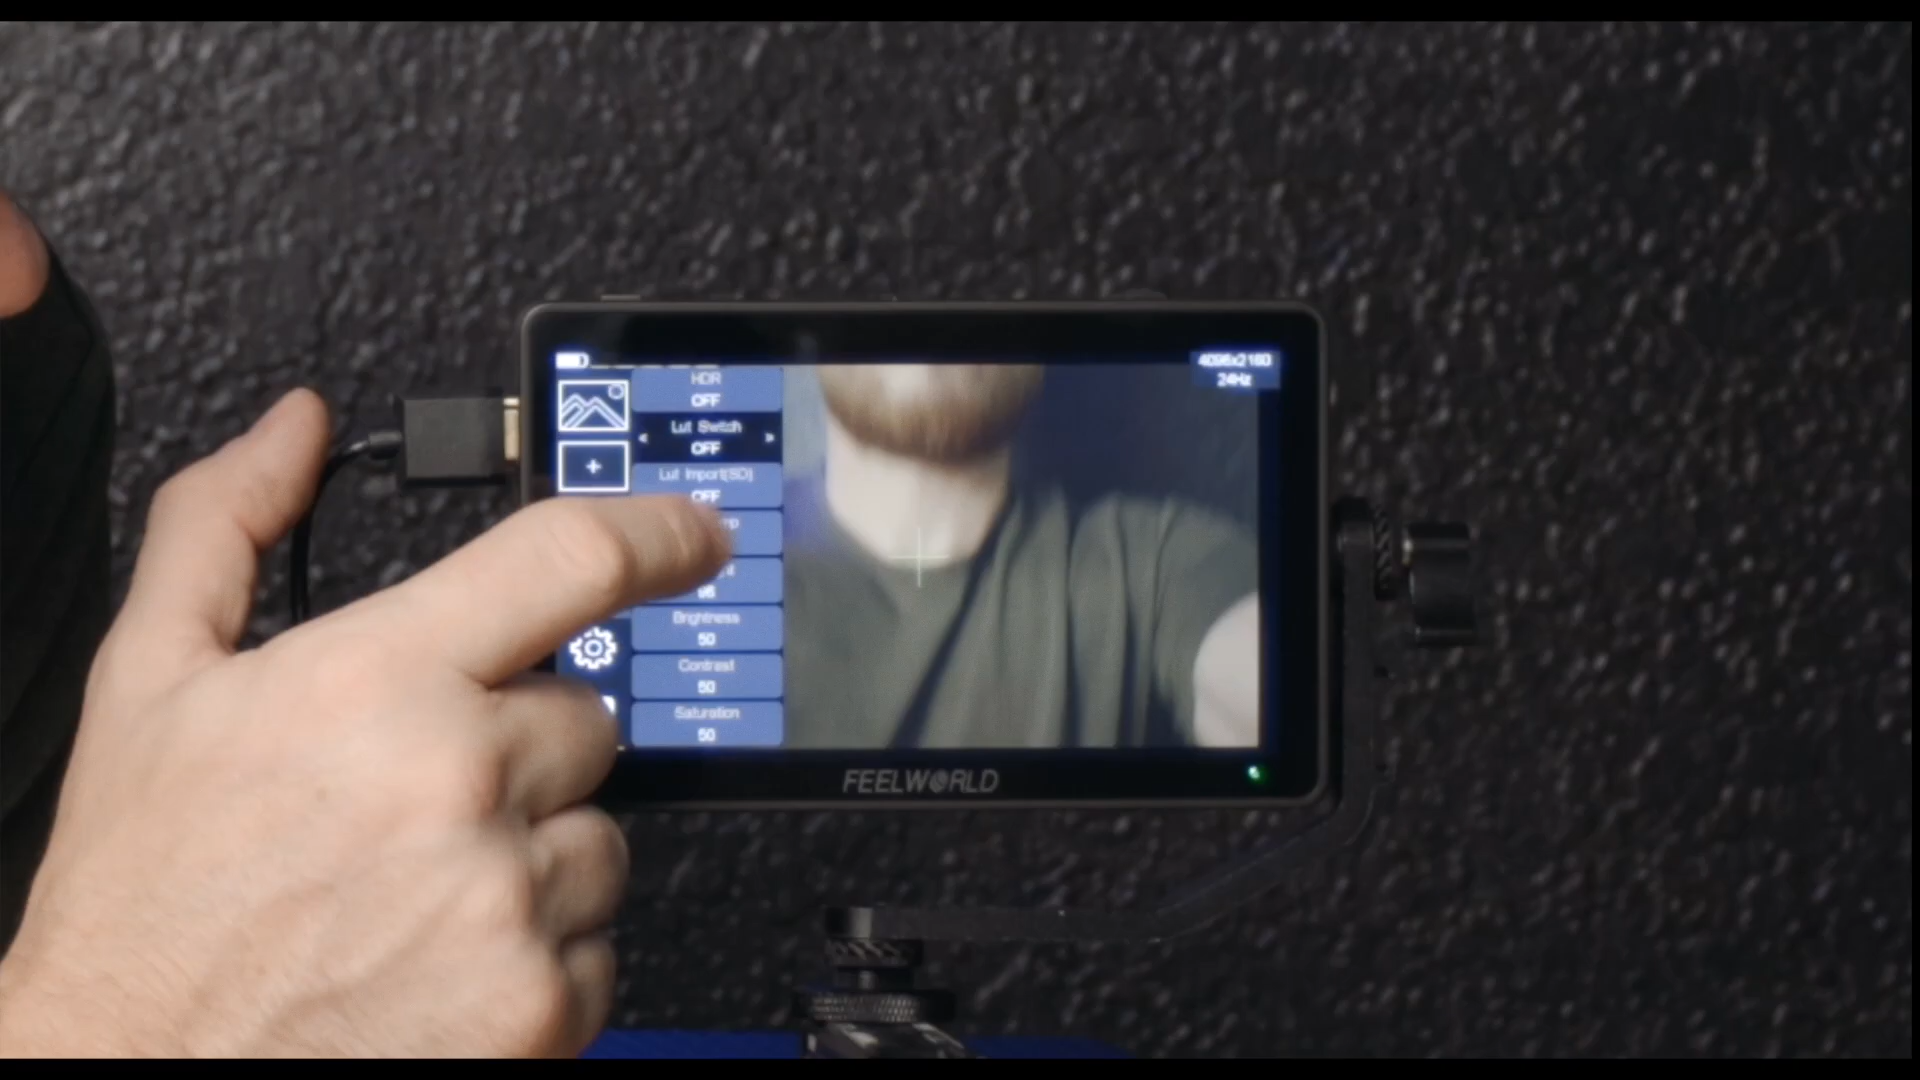 4096x2160
24Hz
HDR
OFF
Lut Switch
OFF
Lut Import(SD)
OFF
Brightness
50
Contrast
50
Saturation
50
FEELWORLD